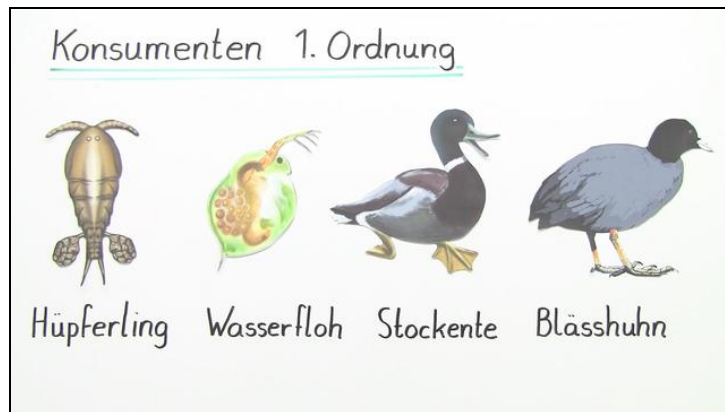 Konsumenten 1. Ordnung
Hüpferling Wasserfloh Stockente Blässhuhn